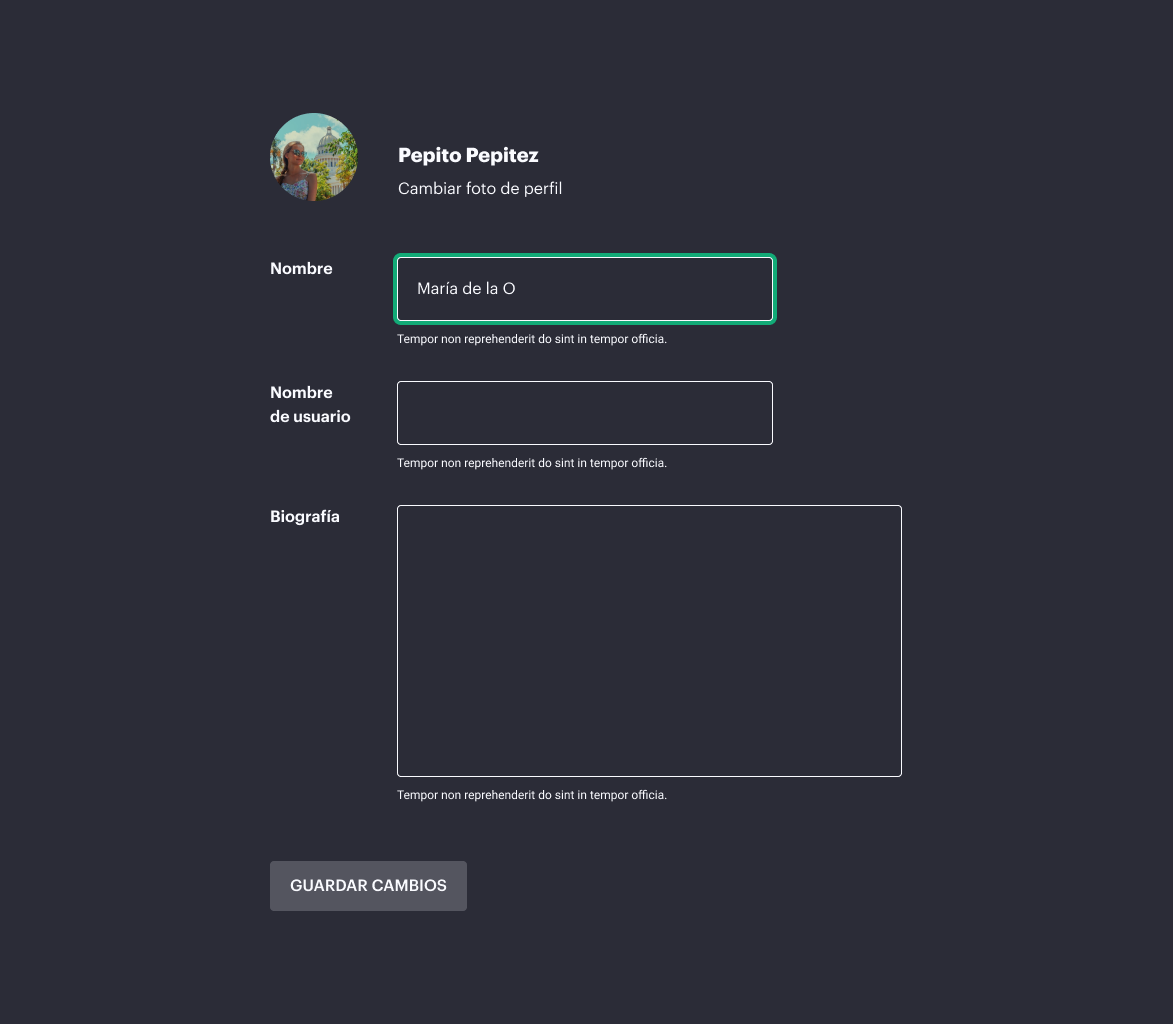 Pepito Pepitez
Cambiar foto de perfil
Nombre
María de la O
Tempor non reprehenderit do sint in tempor officia.
Nombre
de usuario
Tempor non reprehenderit do sint in tempor officia.
Biografía
Tempor non reprehenderit do sint in tempor officia.
GUARDAR CAMBIOS